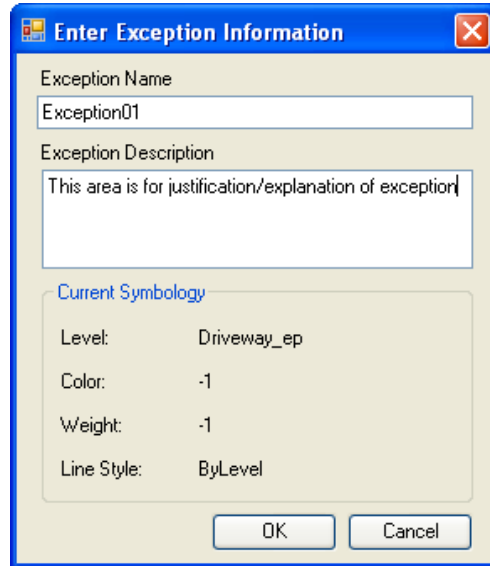 Enter Exception Information
Exception Name
Exception01
Exception Description
This area is for justification/explanation of exception
Current Symbology
Level: Driveway_ep
Color: -1
Weight: -1
Line Style: ByLevel
OK Cancel